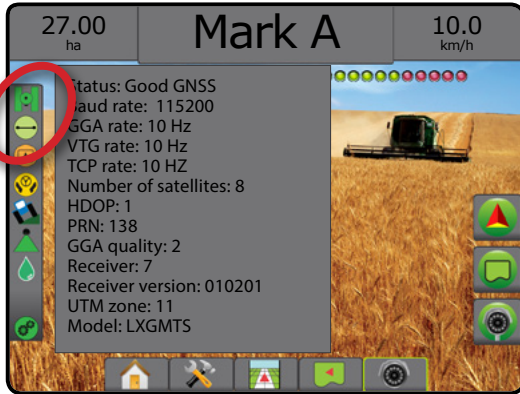 27.00
ha
Mark A
10.0
km/h
Status: Good GNSS
Baud rate: 115200
GGA rate: 10 Hz
VTG rate: 10 Hz
TCP rate: 10 HZ
Number of satellites: 8
HDOP: 1
PRN: 138
GGA quality: 2
Receiver: 7
Receiver version: 010201
UTM zone: 11
Model: LXGMTS